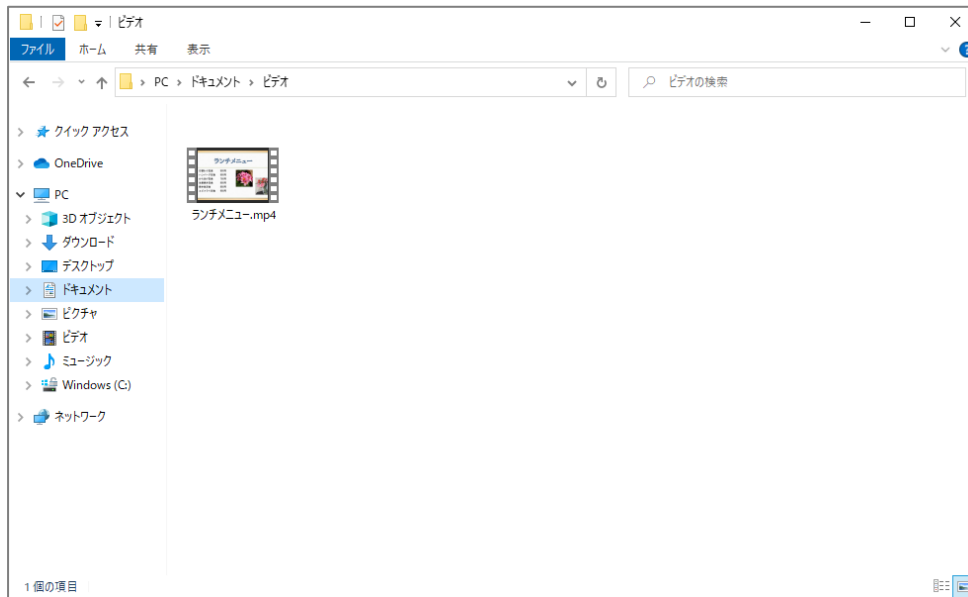 ビデオ
ファイル ホーム 共有 表示
PC > ドキュメント > ビデオ
ビデオの検索
クイック アクセス
OneDrive
PC
3D オブジェクト
ダウンロード
デスクトップ
ドキュメント
ピクチャ
ビデオ
ミュージック
Windows (C:)
ネットワーク
ランチメニュー
ランチメニュー.mp4
1 個の項目